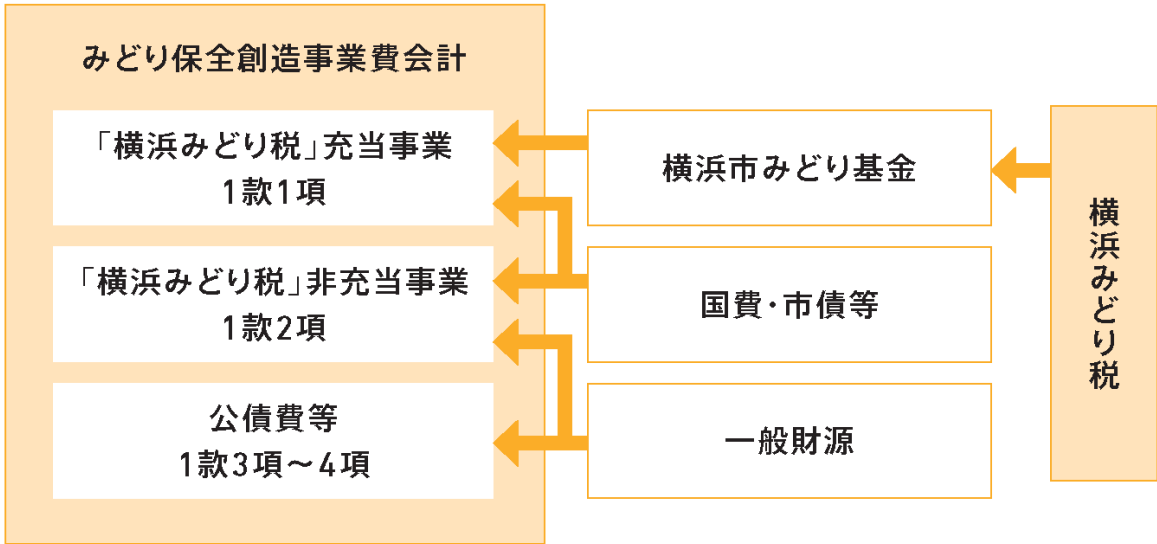 みどり保全創造事業費会計
「横浜みどり税」充当事業
1款1項
「横浜みどり税」非充当事業
1款2項
公債費等
1款3項～4項
横浜市みどり基金
国費・市債等
一般財源
横浜みどり税